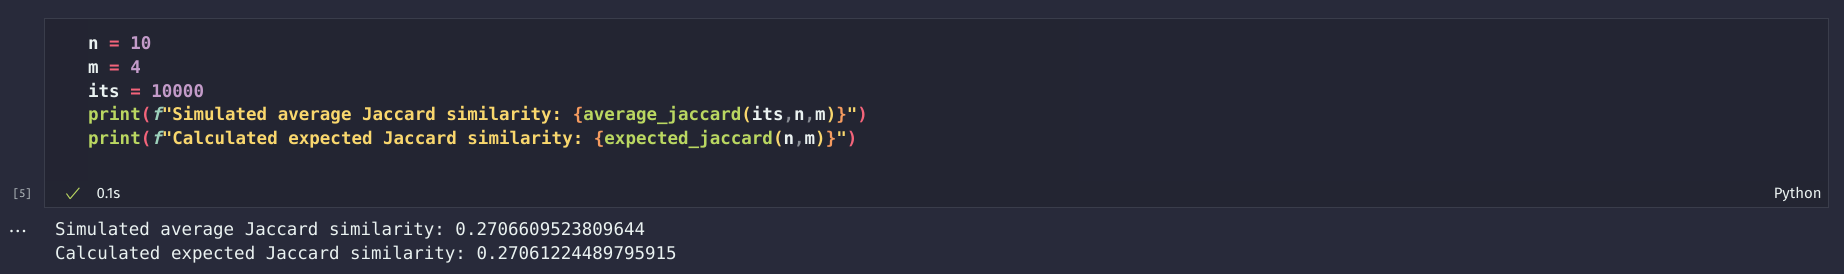 n = 10
m = 4
its = 10000
print(f"Simulated average Jaccard similarity: {average_jaccard(its,n,m)}")
print(f"Calculated expected Jaccard similarity: {expected_jaccard(n,m)}")
[5] ✓ 0.1s Python
... Simulated average Jaccard similarity: 0.2706609523809644
Calculated expected Jaccard similarity: 0.27061224489795915